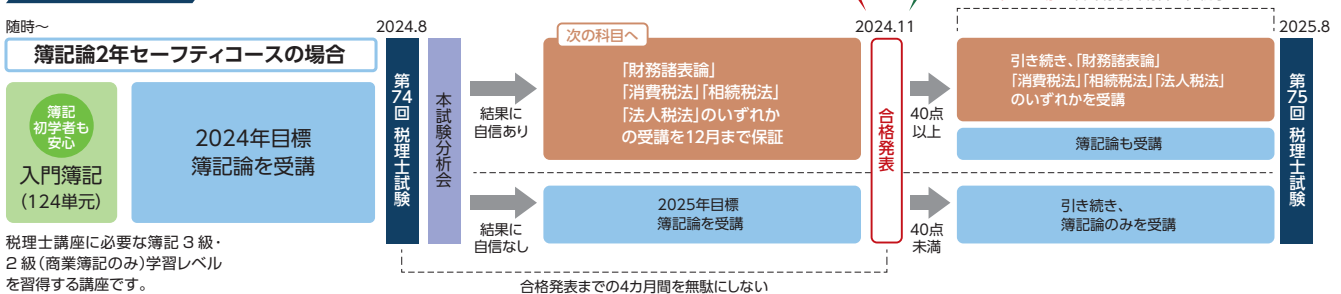 随時～
簿記論2年セーフティコースの場合
簿記
初学者も
安心
入門簿記
(124単元)
2024年目標
簿記論を受講
税理士講座に必要な簿記3級・
2級(商業簿記のみ)学習レベル
を習得する講座です。
2024.8
第74回 税理士試験
本試験分析会
結果に
自信あり
結果に
自信なし
次の科目へ
「財務諸表論」
「消費税法」「相続税法」
「法人税法」のいずれか
の受講を12月まで保証
2025年目標
簿記論を受講
合格発表までの4カ月間を無駄にしない
2024.11
合格発表
40点
以上
40点
未満
引き続き、「財務諸表論」
「消費税法」「相続税法」「法人税法」
のいずれかを受講
簿記論も受講
引き続き、
簿記論のみを受講
2025.8
第75回 税理士試験